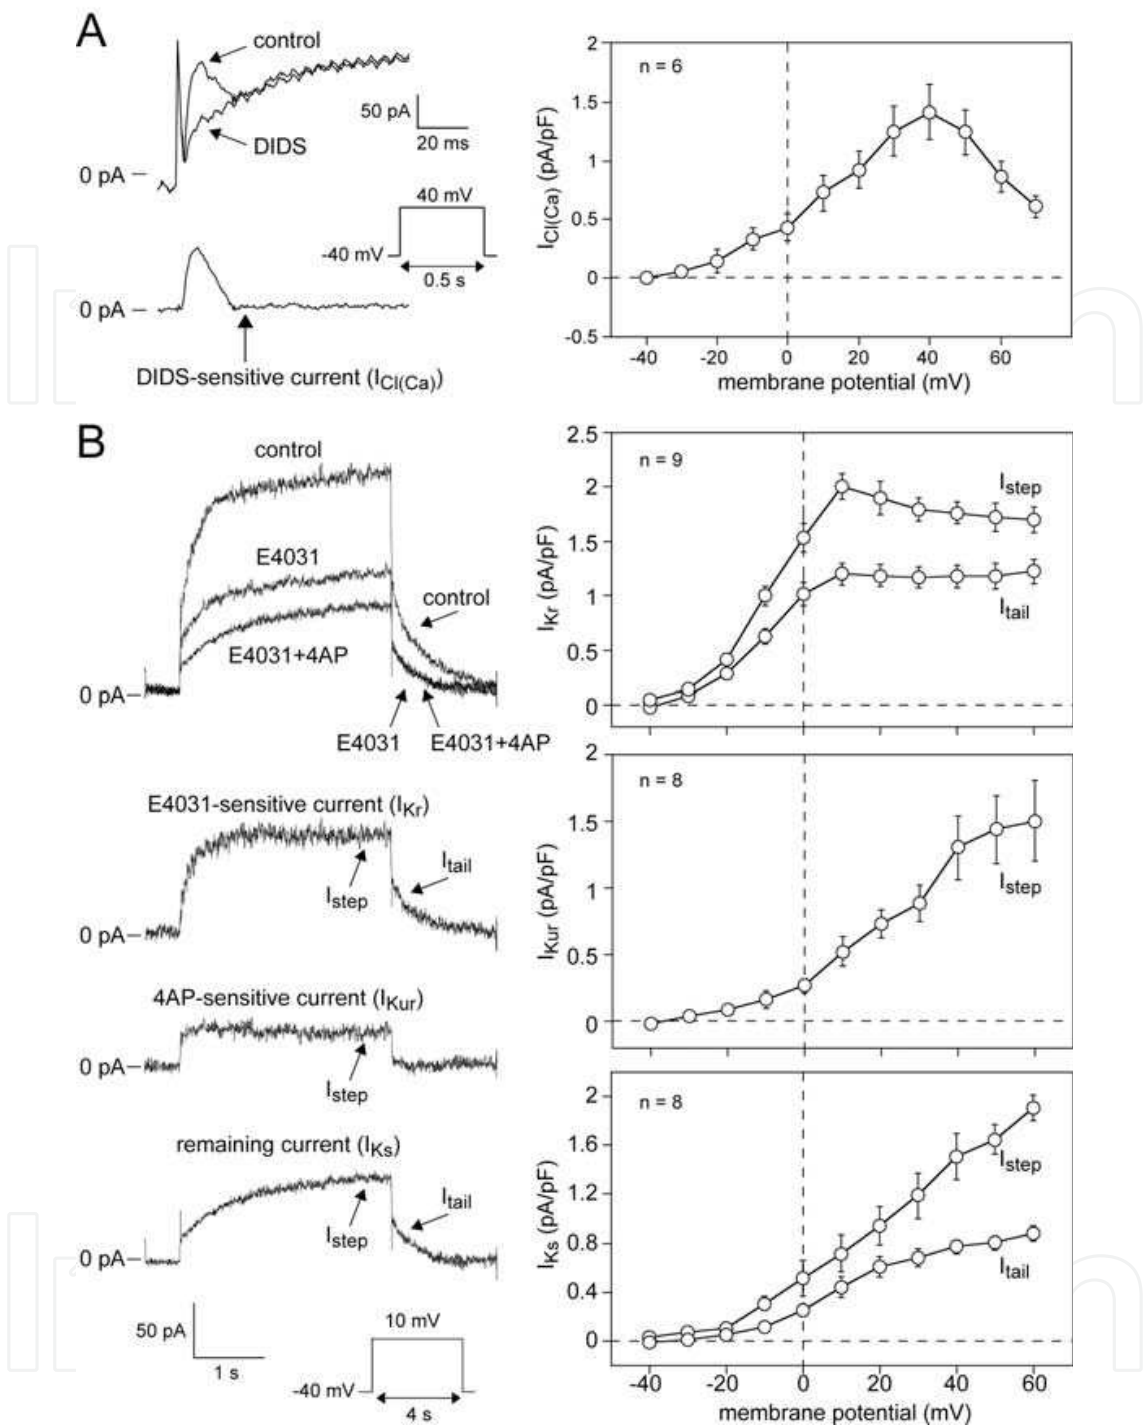 A
control
DIDS
0 pA
50 pA
20 ms
40 mV
-40 mV
0.5 s
0 pA
DIDS-sensitive current (ICl(Ca))
n = 6
2
1.5
1
0.5
0
-0.5
ICl(Ca) (pA/pF)
-40
-20
0
20
40
60
membrane potential (mV)
B
control
E4031
control
E4031+4AP
0 pA
E4031
E4031+4AP
E4031-sensitive current (IKr)
Itail
Istep
0 pA
4AP-sensitive current (IKur)
0 pA
Istep
remaining current (IKs)
Itail
Istep
0 pA
50 pA
1 s
10 mV
-40 mV
4 s
n = 9
2.5
2
1.5
1
0.5
0
IKr (pA/pF)
Istep
Itail
n = 8
2
1.5
1
0.5
0
IKur (pA/pF)
Istep
n = 8
2
1.6
1.2
0.8
0.4
0
IKs (pA/pF)
Istep
Itail
-40
-20
0
20
40
60
membrane potential (mV)